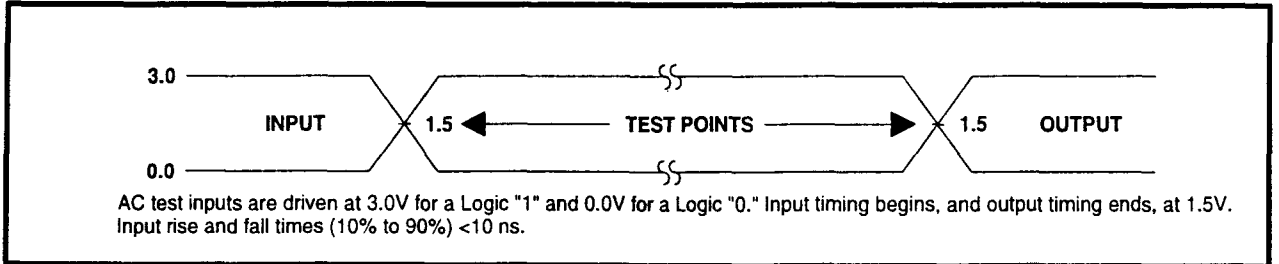 3.0
INPUT 1.5 TEST POINTS 1.5 OUTPUT
0.0
AC test inputs are driven at 3.0V for a Logic "1" and 0.0V for a Logic "0." Input timing begins, and output timing ends, at 1.5V.
Input rise and fall times (10% to 90%) <10 ns.